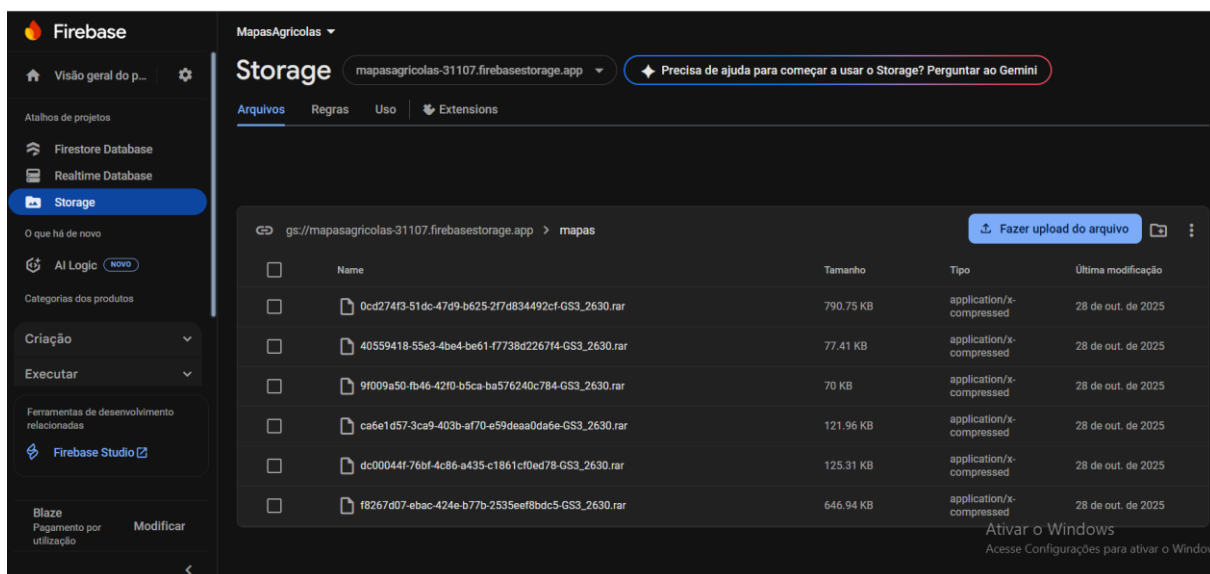 Firebase
Visão geral do p...
Atalhos de projetos
Firestore Database
Realtime Database
Storage
O que há de novo
AI Logic NOVO
Categorias dos produtos
Criação
Executar
Ferramentas de desenvolvimento
relacionadas
Firebase Studio
Blaze
Pagamento por
utilização
Modificar
MapasAgricolas
Storage
mapasagricolas-31107.firebasestorage.app
Precisa de ajuda para começar a usar o Storage? Perguntar ao Gemini
Arquivos Regras Uso Extensions
gs://mapasagricolas-31107.firebasestorage.app > mapas
Fazer upload do arquivo
Name Tamanho Tipo Última modificação
0cd274f3-51dc-47d9-b625-2f7d834492cf-GS3_2630.rar 790.75 KB application/x-compressed 28 de out. de 2025
40559418-55e3-4be4-be61-f7738d2267f4-GS3_2630.rar 77.41 KB application/x-compressed 28 de out. de 2025
9f009a50-fb46-42f0-b5ca-ba576240c784-GS3_2630.rar 70 KB application/x-compressed 28 de out. de 2025
ca6e1d57-3ca9-403b-af70-e59deaa0da6e-GS3_2630.rar 121.96 KB application/x-compressed 28 de out. de 2025
dc00044f-76bf-4c86-a435-c1861cf0ed78-GS3_2630.rar 125.31 KB application/x-compressed 28 de out. de 2025
f8267d07-ebac-424e-b77b-2535eef8bdc5-GS3_2630.rar 646.94 KB application/x-compressed 28 de out. de 2025
Ativar o Windows
Acesse Configurações para ativar o Window